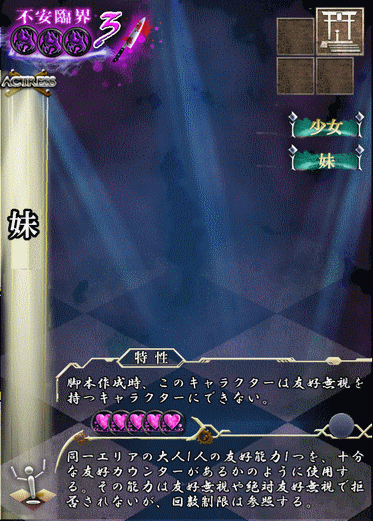 不安臨界
3
ACTRESS
少女
妹
妹
特性
脚本作成時、このキャラクターは友好無視を
持つキャラクターにできない。
同一エリアの大人1人の友好能力1つを、十分
な友好カウンターがあるかのように使用す
る。その能力は友好無視や絶対友好無視で拒
否されないが、回数制限は参照する。